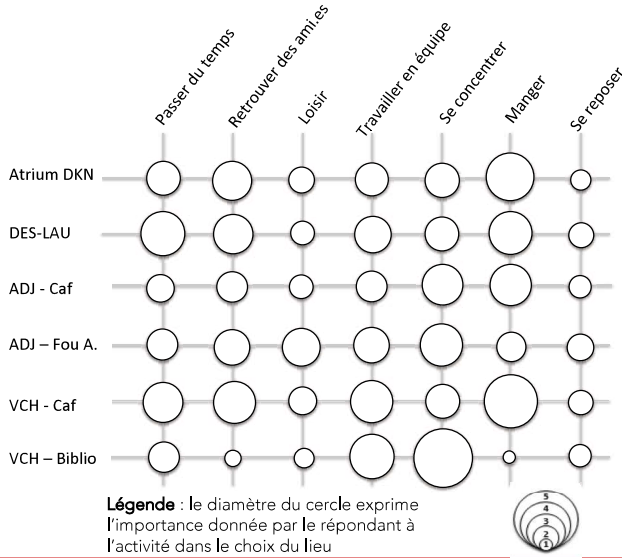 Passer du temps
Retrouver des ami.es
Loisir
Travailler en équipe
Se concentrer
Manger
Se reposer
Atrium DKN
DES-LAU
ADJ - Caf
ADJ – Fou A.
VCH - Caf
VCH – Biblio
Légende : le diamètre du cercle exprime
l'importance donnée par le répondant à
l'activité dans le choix du lieu
5
4
3
2
1